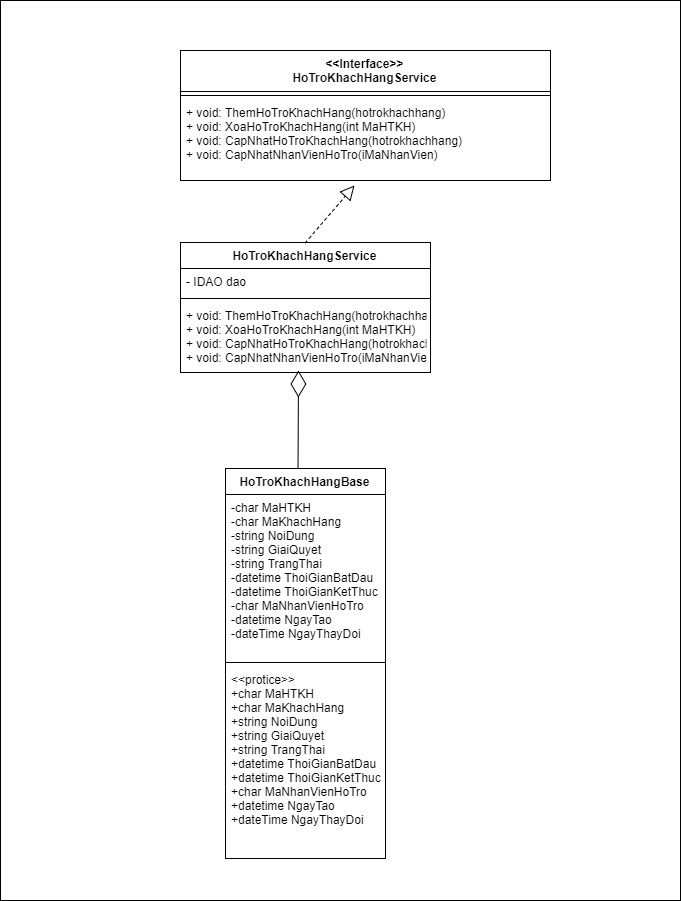 <<Interface>>
HoTroKhachHangService
+ void: ThemHoTroKhachHang(hotrokhachhang)
+ void: XoaHoTroKhachHang(int MaHTKH)
+ void: CapNhatHoTroKhachHang(hotrokhachhang)
+ void: CapNhatNhanVienHoTro(iMaNhanVien)
HoTroKhachHangService
- IDAO dao
+ void: ThemHoTroKhachHang(hotrokhachha
+ void: XoaHoTroKhachHang(int MaHTKH)
+ void: CapNhatHoTroKhachHang(hotrokhacl
+ void: CapNhatNhanVienHoTro(iMaNhanVie
HoTroKhachHangBase
-char MaHTKH
-char MaKhachHang
-string NoiDung
-string GiaiQuyet
-string TrangThai
-datetime ThoiGianBatDau
-datetime ThoiGianKetThuc
-char MaNhanVienHoTro
-datetime NgayTao
-dateTime NgayThayDoi
<<protice>>
+char MaHTKH
+char MaKhachHang
+string NoiDung
+string GiaiQuyet
+string TrangThai
+datetime ThoiGianBatDau
+datetime ThoiGianKetThuc
+char MaNhanVienHoTro
+datetime NgayTao
+dateTime NgayThayDoi